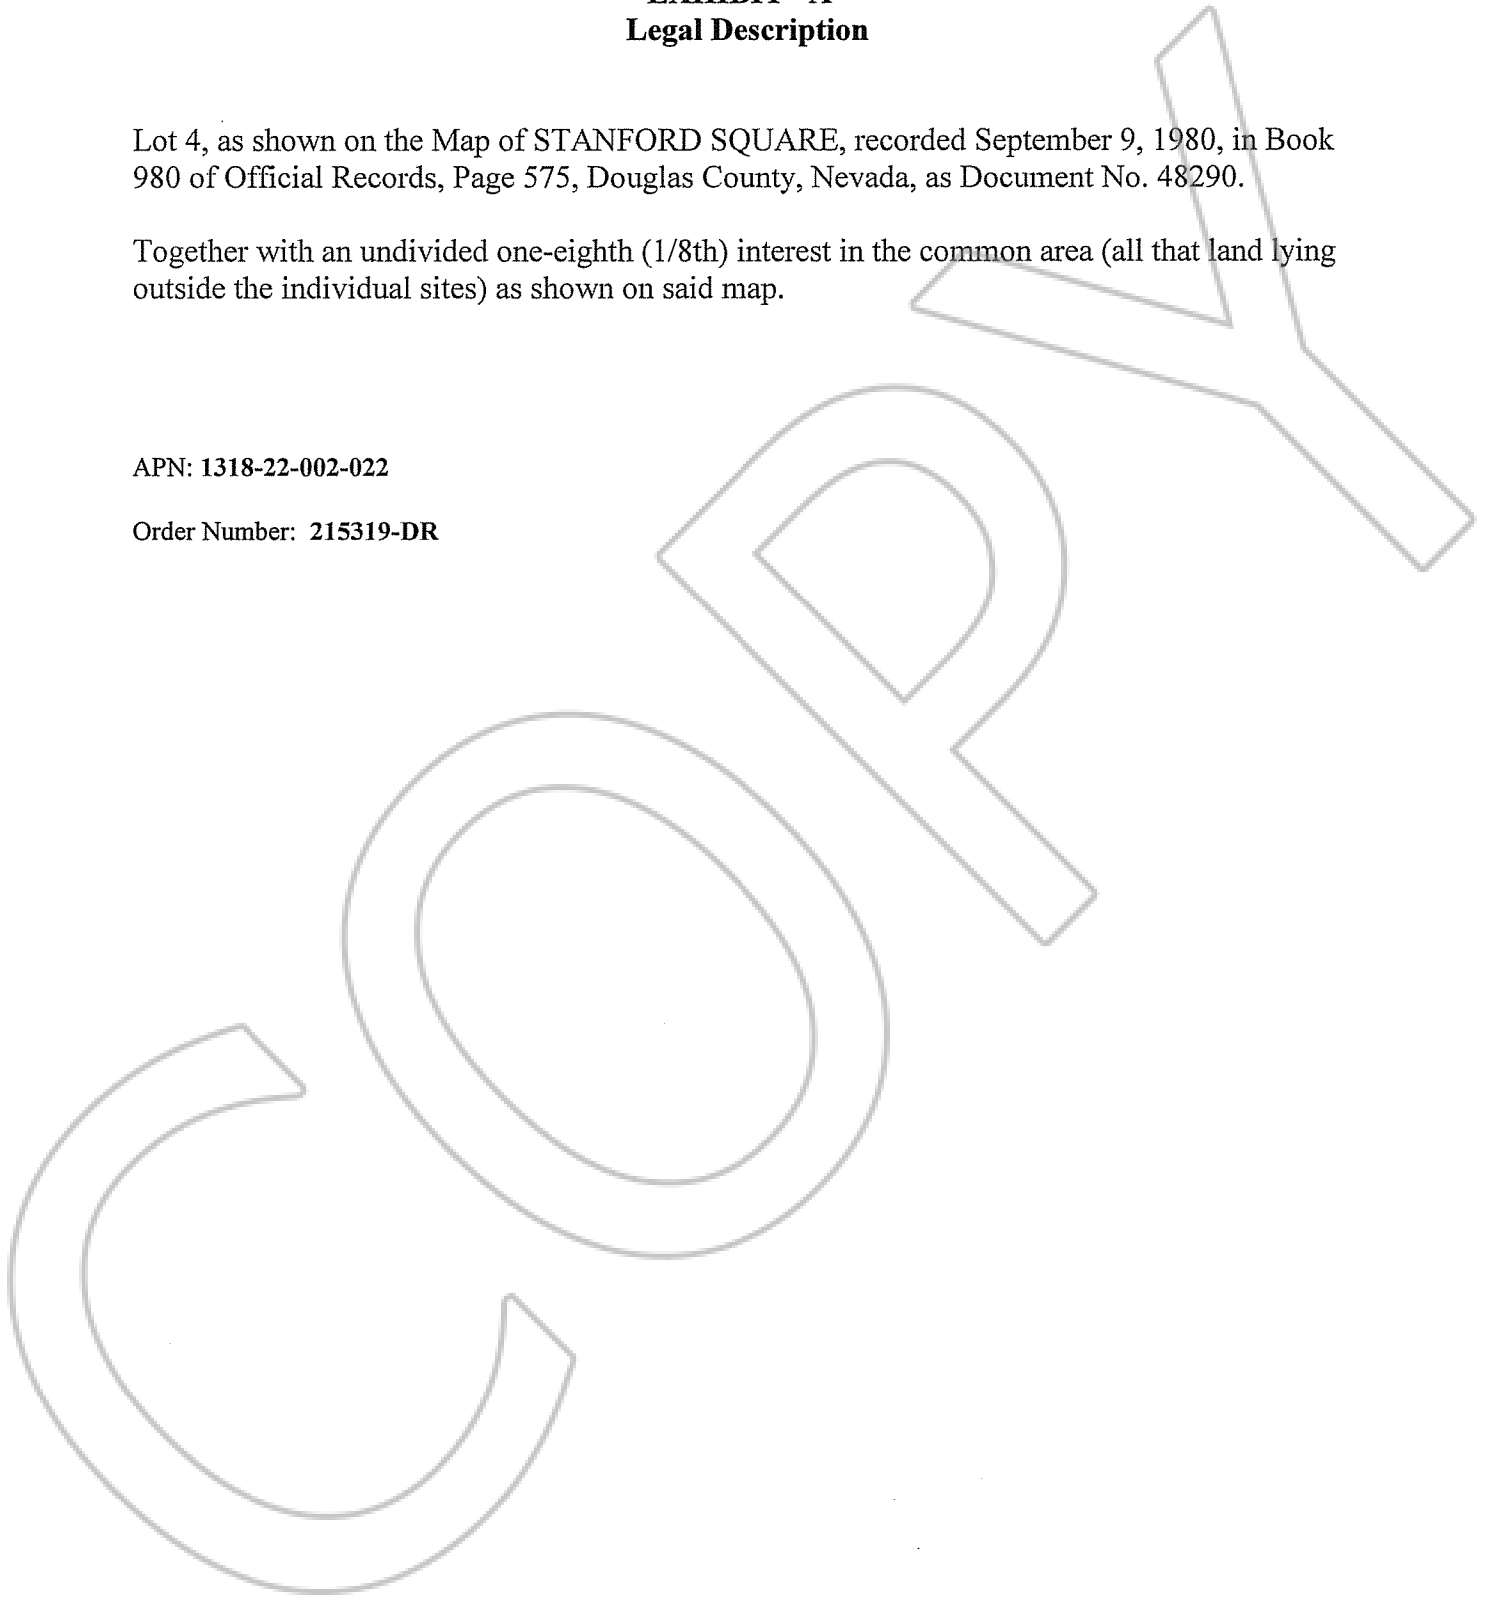 EXHIBIT "A"
Legal Description
Lot 4, as shown on the Map of STANFORD SQUARE, recorded September 9, 1980, in Book
980 of Official Records, Page 575, Douglas County, Nevada, as Document No. 48290.
Together with an undivided one-eighth (1/8th) interest in the common area (all that land lying
outside the individual sites) as shown on said map.
APN: 1318-22-002-022
Order Number: 215319-DR
COPY